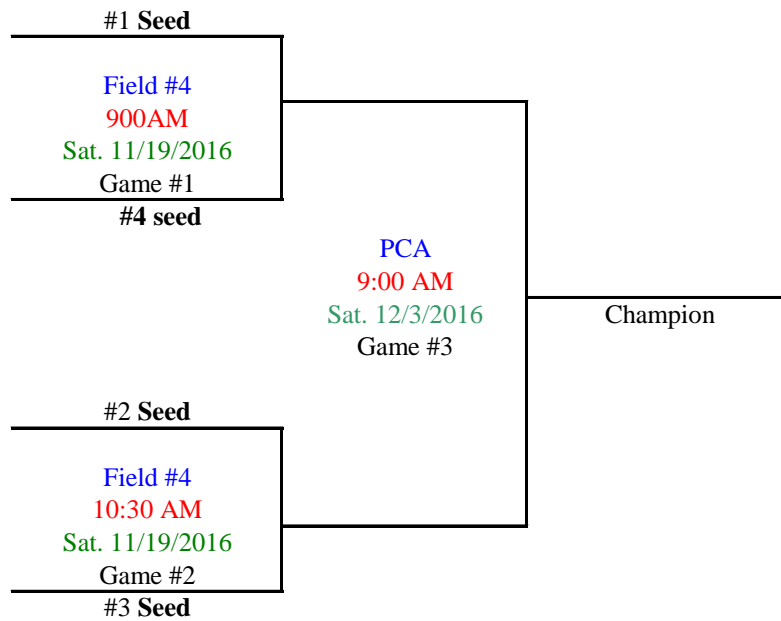 #1 Seed
Field #4
900AM
Sat. 11/19/2016
Game #1
#4 seed
PCA
9:00 AM
Sat. 12/3/2016
Game #3
Champion
#2 Seed
Field #4
10:30 AM
Sat. 11/19/2016
Game #2
#3 Seed